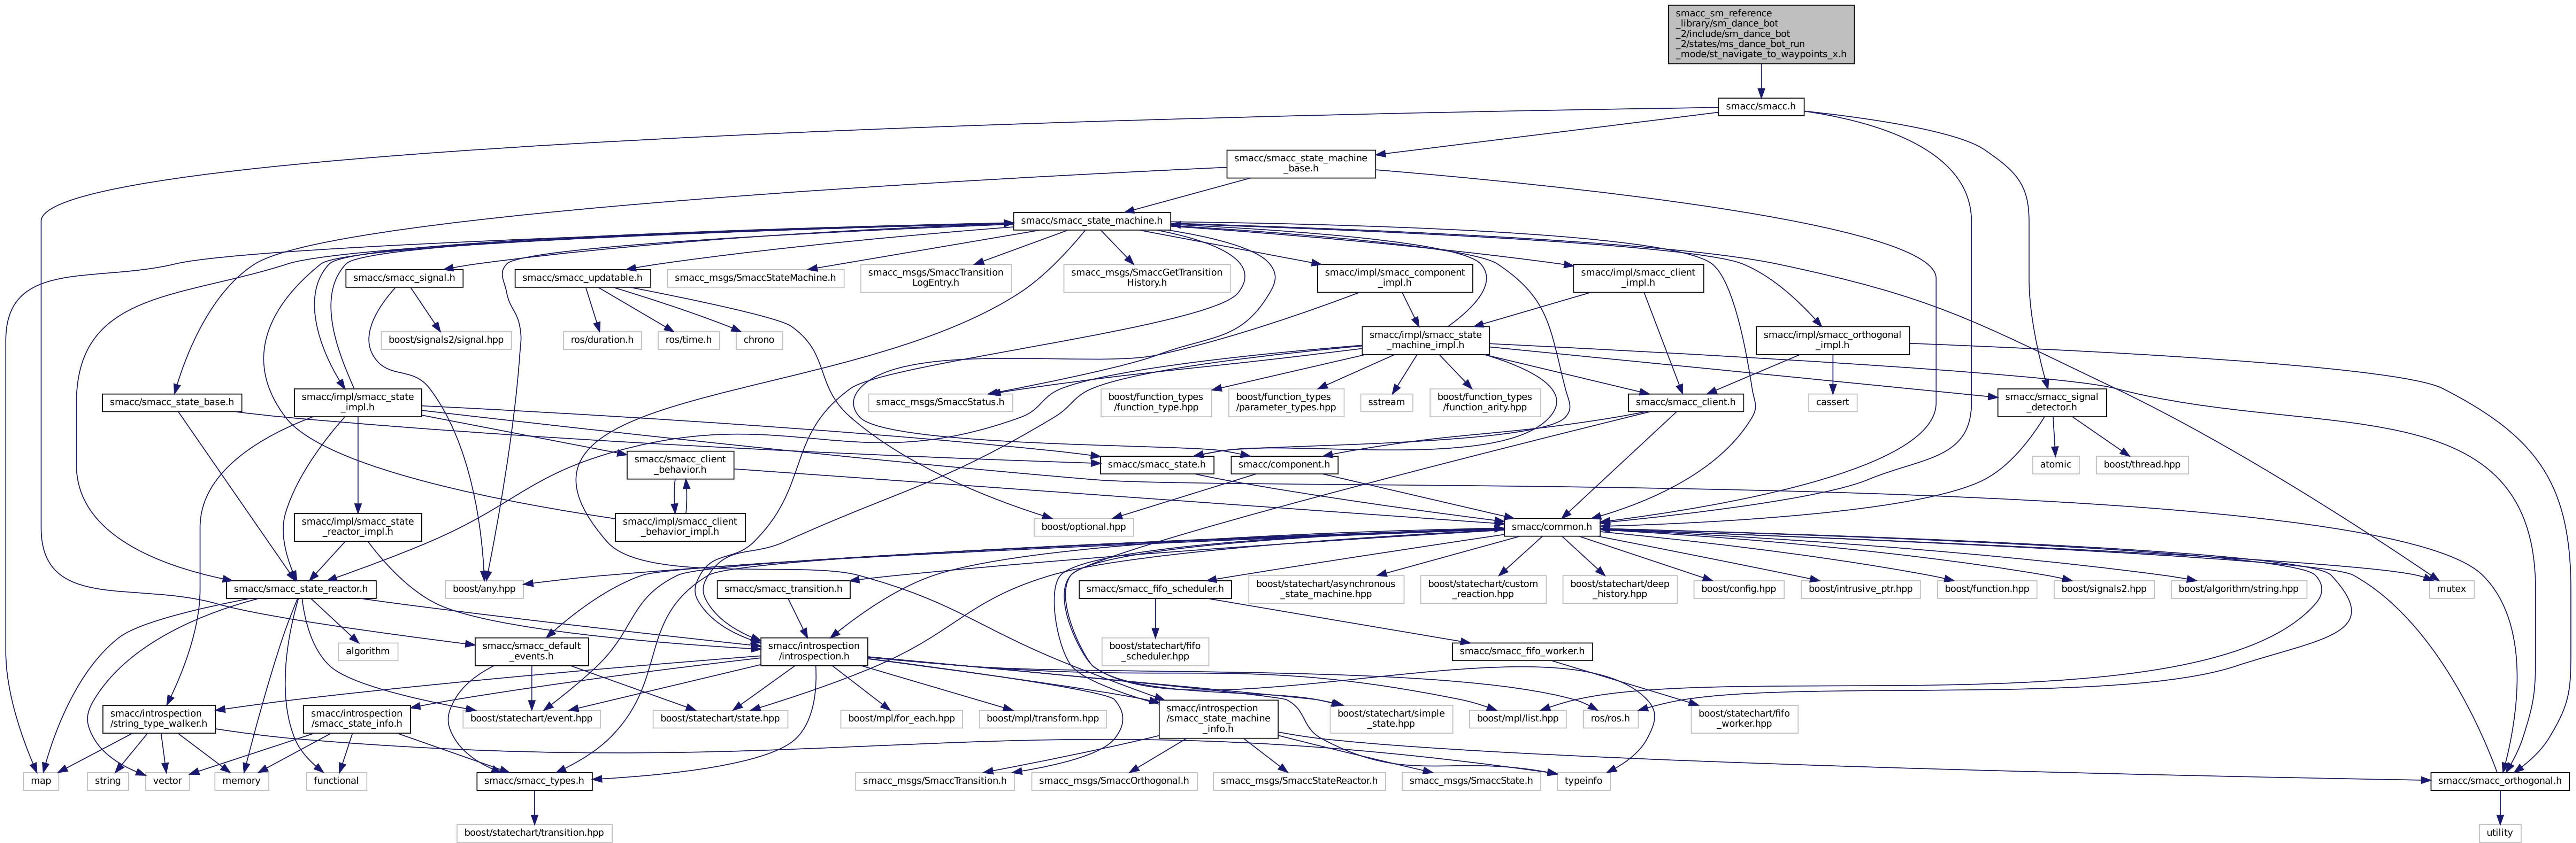 smacc_sm_reference
_library/sm_dance_bot
_2/include/sm_dance_bot
_2/states/ms_dance_bot_run
_mode/st_navigate_to_waypoints_x.h
smacc/smacc.h
smacc/smacc_state_machine
_base.h
smacc/smacc_state_machine.h
smacc/smacc_signal.h
smacc/smacc_updatable.h
smacc_msgs/SmaccStateMachine.h
smacc_msgs/SmaccTransition
LogEntry.h
smacc_msgs/SmaccGetTransition
History.h
smacc/impl/smacc_component
_impl.h
smacc/impl/smacc_client
_impl.h
boost/signals2/signal.hpp
ros/duration.h
ros/time.h
chrono
smacc/impl/smacc_state
_machine_impl.h
smacc/impl/smacc_orthogonal
_impl.h
smacc/smacc_state_base.h
smacc/impl/smacc_state
_impl.h
smacc_msgs/SmaccStatus.h
boost/function_types
/function_type.hpp
boost/function_types
/parameter_types.hpp
sstream
boost/function_types
/function_arity.hpp
smacc/smacc_client.h
cassert
smacc/smacc_signal
_detector.h
smacc/smacc_client
_behavior.h
smacc/smacc_state.h
smacc/component.h
atomic
boost/thread.hpp
smacc/impl/smacc_state
_reactor_impl.h
smacc/impl/smacc_client
_behavior_impl.h
boost/optional.hpp
smacc/common.h
smacc/smacc_state_reactor.h
boost/any.hpp
smacc/smacc_transition.h
smacc/smacc_fifo_scheduler.h
boost/statechart/asynchronous
_state_machine.hpp
boost/statechart/custom
_reaction.hpp
boost/statechart/deep
_history.hpp
boost/config.hpp
boost/intrusive_ptr.hpp
boost/function.hpp
boost/signals2.hpp
boost/algorithm/string.hpp
mutex
algorithm
smacc/smacc_default
_events.h
smacc/introspection
/introspection.h
boost/statechart/fifo
_scheduler.hpp
smacc/smacc_fifo_worker.h
smacc/introspection
/string_type_walker.h
smacc/introspection
/smacc_state_info.h
boost/statechart/event.hpp
boost/statechart/state.hpp
boost/mpl/for_each.hpp
boost/mpl/transform.hpp
smacc/introspection
/smacc_state_machine
_info.h
boost/statechart/simple
_state.hpp
boost/mpl/list.hpp
ros/ros.h
boost/statechart/fifo
_worker.hpp
map
string
vector
memory
functional
smacc/smacc_types.h
smacc_msgs/SmaccTransition.h
smacc_msgs/SmaccOrthogonal.h
smacc_msgs/SmaccStateReactor.h
smacc_msgs/SmaccState.h
typeinfo
smacc/smacc_orthogonal.h
boost/statechart/transition.hpp
utility